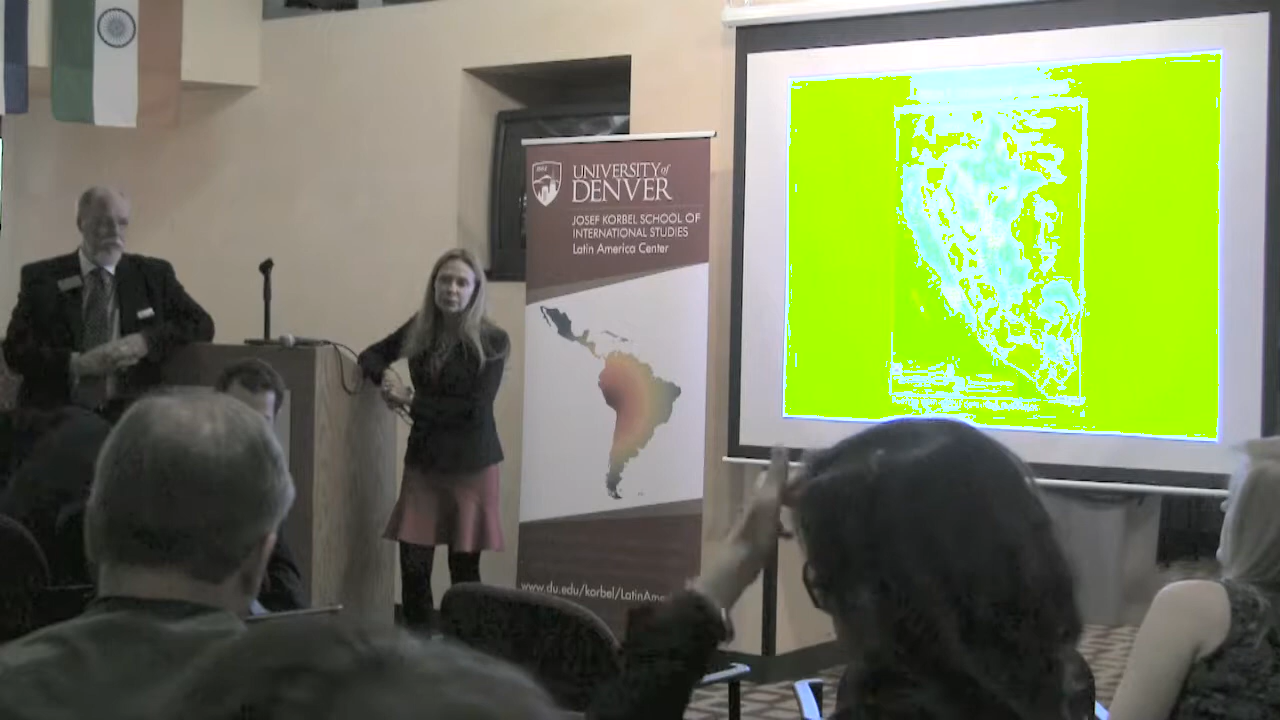 UNIVERSITY of
DENVER
JOSEF KORBEL SCHOOL OF
INTERNATIONAL STUDIES
Latin America Center
www.du.edu/korbel/LatinAme